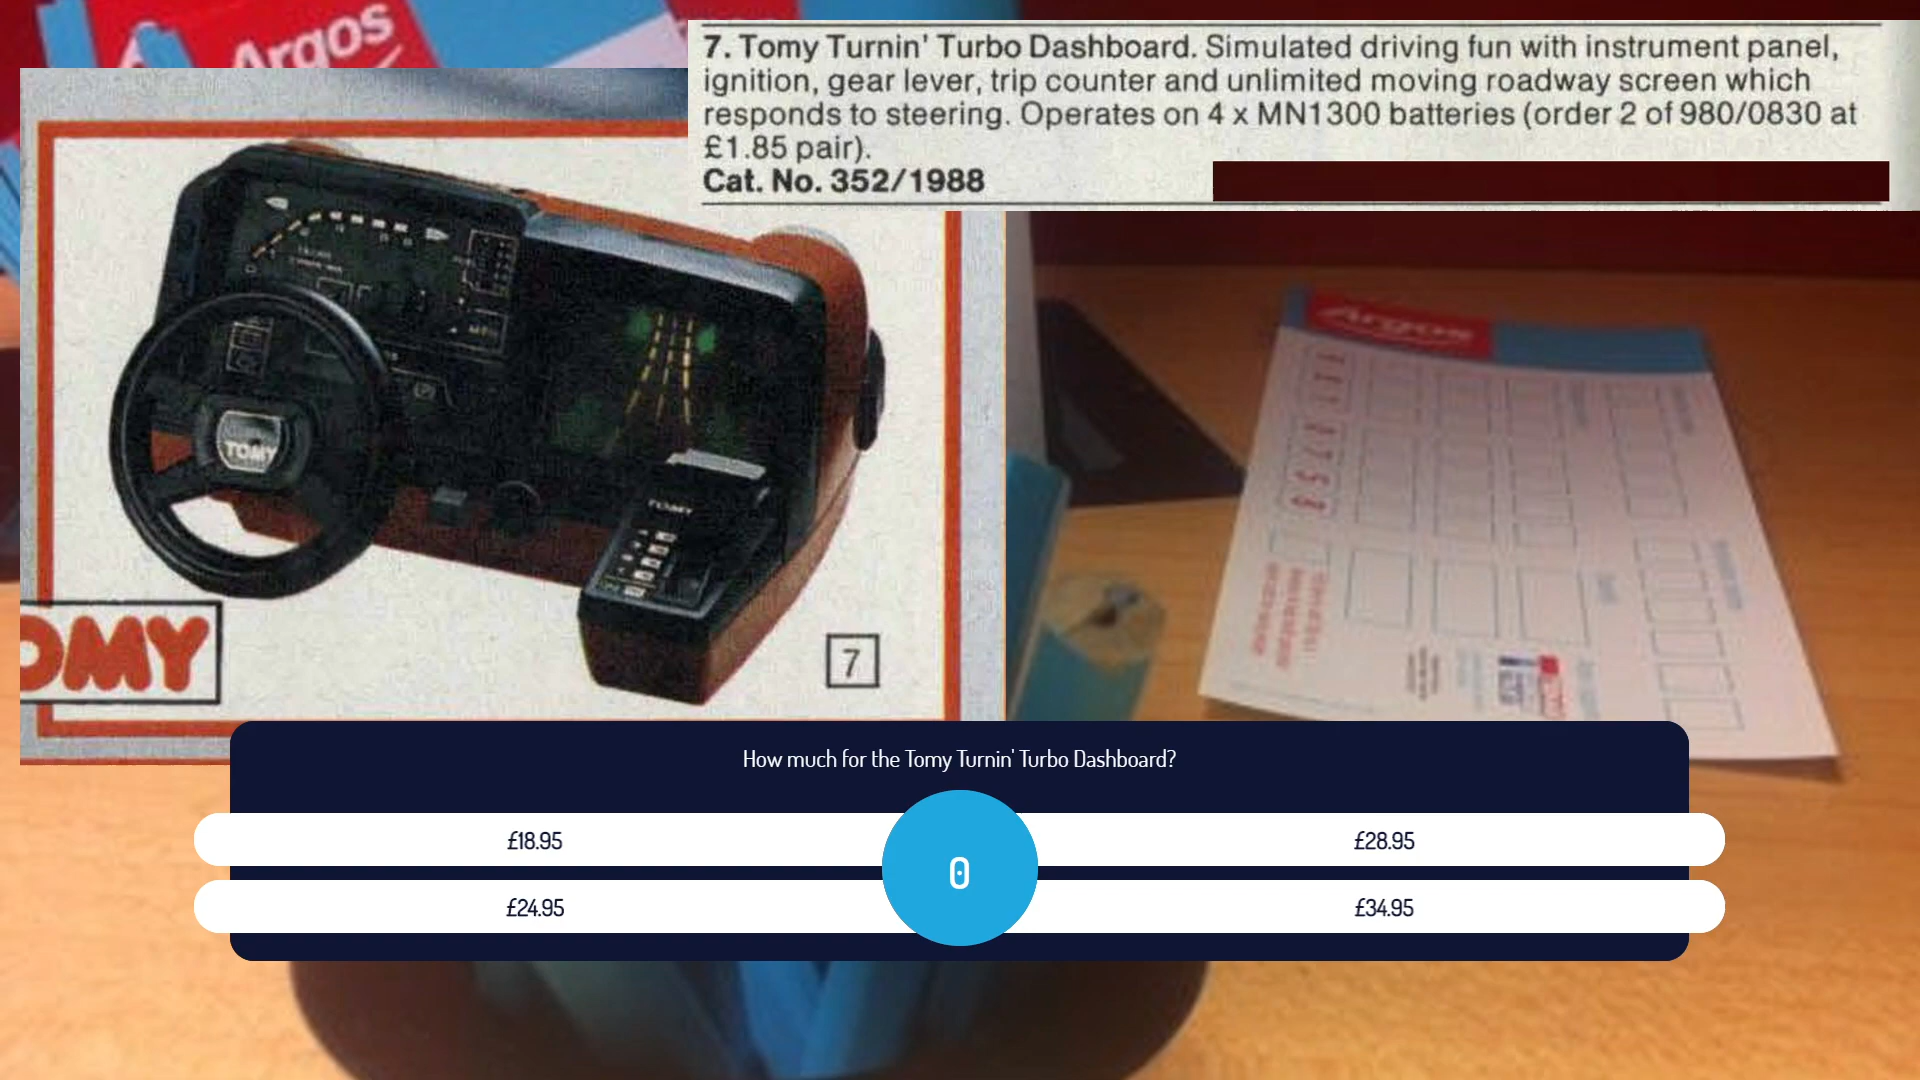 Argos
7. Tomy Turnin' Turbo Dashboard. Simulated driving fun with instrument panel,
ignition, gear lever, trip counter and unlimited moving roadway screen which
responds to steering. Operates on 4 x MN1300 batteries (order 2 of 980/0830 at
£1.85 pair).
Cat. No. 352/1988
Argos
TOMY
TOMY
OMY
7
How much for the Tomy Turnin' Turbo Dashboard?
£18.95
£28.95
£24.95
£34.95
0